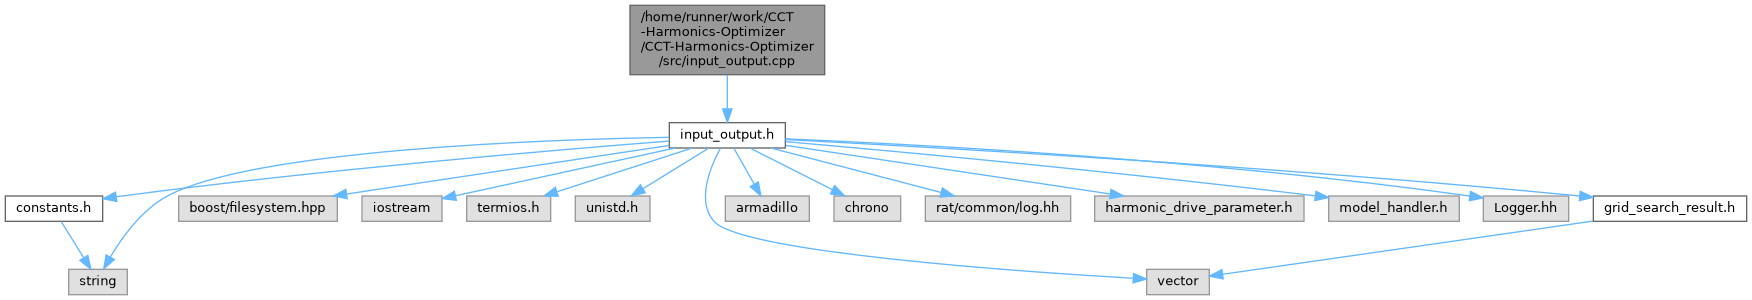 /home/runner/work/CCT
-Harmonics-Optimizer
/CCT-Harmonics-Optimizer
/src/input_output.cpp
input_output.h
constants.h
boost/filesystem.hpp
iostream
termios.h
unistd.h
armadillo
chrono
rat/common/log.hh
harmonic_drive_parameter.h
model_handler.h
Logger.hh
grid_search_result.h
string
vector